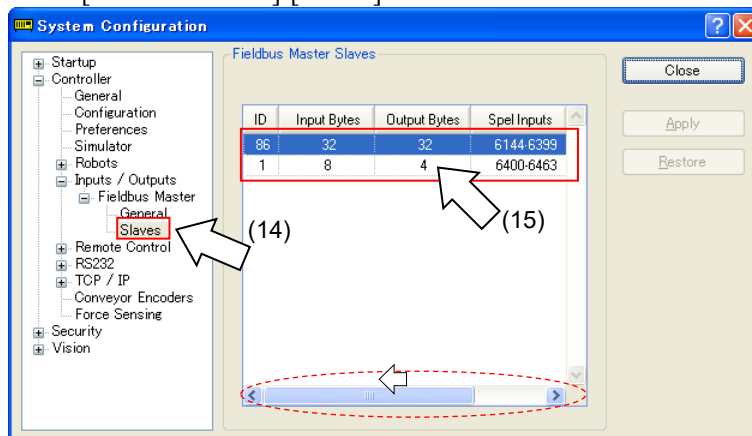 System Configuration
Startup
Controller
General
Configuration
Preferences
Simulator
Robots
Inputs / Outputs
Fieldbus Master
General
Slaves
Remote Control
RS232
TCP / IP
Conveyor Encoders
Force Sensing
Security
Vision
(14)
Fieldbus Master Slaves
ID Input Bytes Output Bytes Spel Inputs
86 32 32 6144-6399
1 8 4 6400-6463
(15)
Close
Apply
Restore